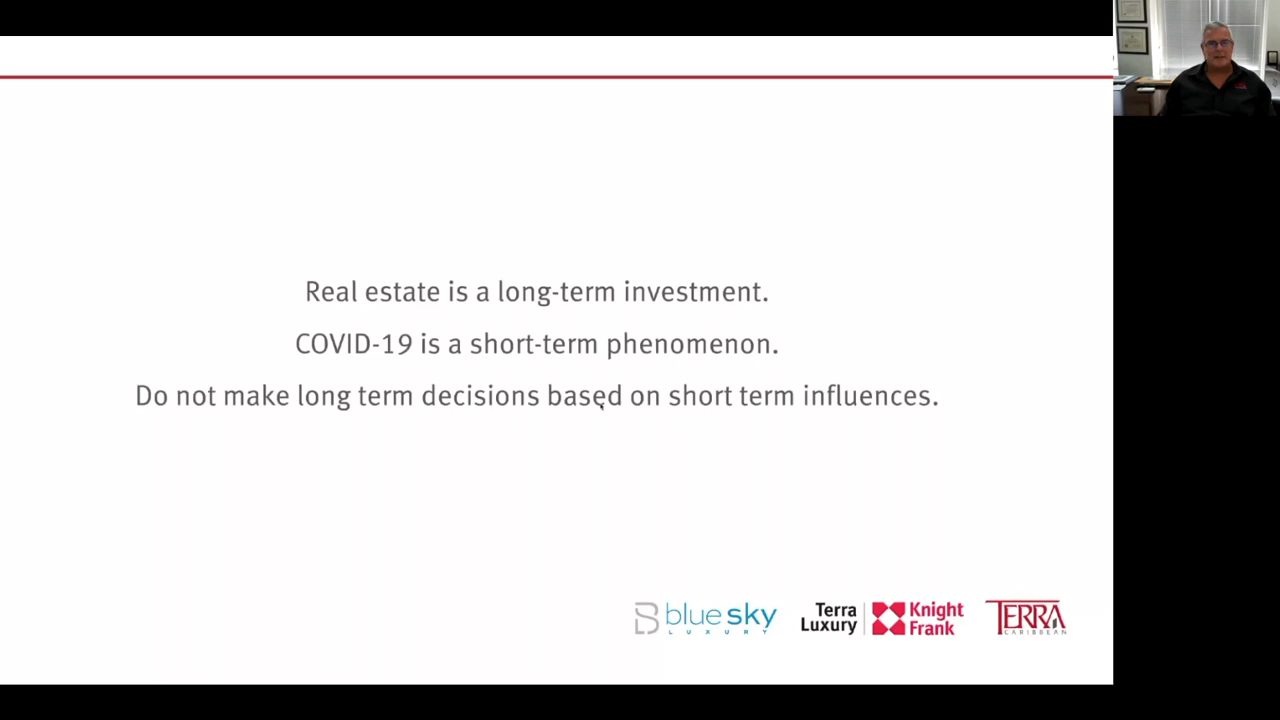 Real estate is a long-term investment.
COVID-19 is a short-term phenomenon.
Do not make long term decisions based on short term influences.
blue sky
LUXURY
Terra
Luxury
Knight
Frank
TERRA
CARIBBEAN